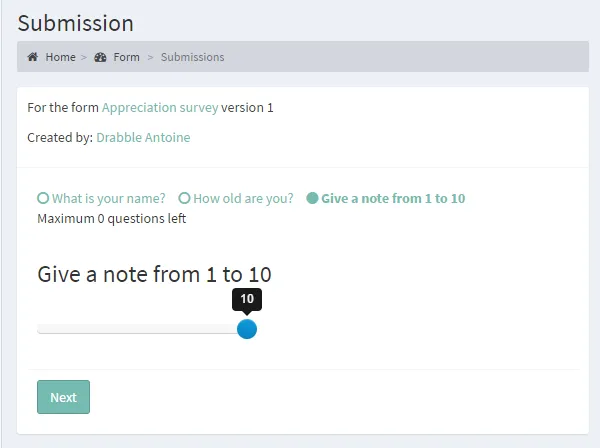 Submission
Home > Form > Submissions
For the form Appreciation survey version 1
Created by: Drabble Antoine
What is your name? How old are you? Give a note from 1 to 10
Maximum 0 questions left
Give a note from 1 to 10
10
Next